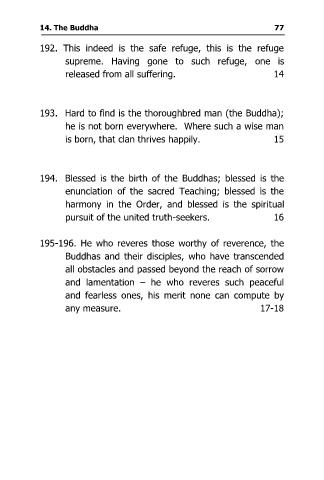 14. The Buddha 77
192. This indeed is the safe refuge, this is the refuge
supreme. Having gone to such refuge, one is
released from all suffering. 14
193. Hard to find is the thoroughbred man (the Buddha);
he is not born everywhere. Where such a wise man
is born, that clan thrives happily. 15
194. Blessed is the birth of the Buddhas; blessed is the
enunciation of the sacred Teaching; blessed is the
harmony in the Order, and blessed is the spiritual
pursuit of the united truth-seekers. 16
195-196. He who reveres those worthy of reverence, the
Buddhas and their disciples, who have transcended
all obstacles and passed beyond the reach of sorrow
and lamentation – he who reveres such peaceful
and fearless ones, his merit none can compute by
any measure. 17-18